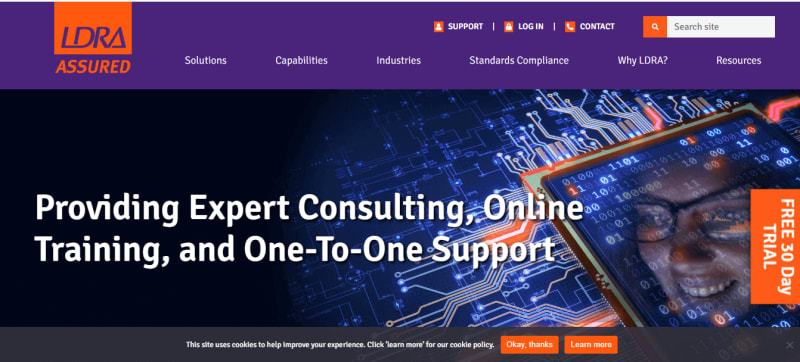 LDRA
ASSURED
SUPPORT | LOG IN | CONTACT
Search site
Solutions Capabilities Industries Standards Compliance Why LDRA? Resources
Providing Expert Consulting, Online
Training, and One-To-One Support
FREE 30 Day
TRIAL
This site uses cookies to help improve your experience. Click 'learn more' for our cookie policy. Okay, thanks Learn more